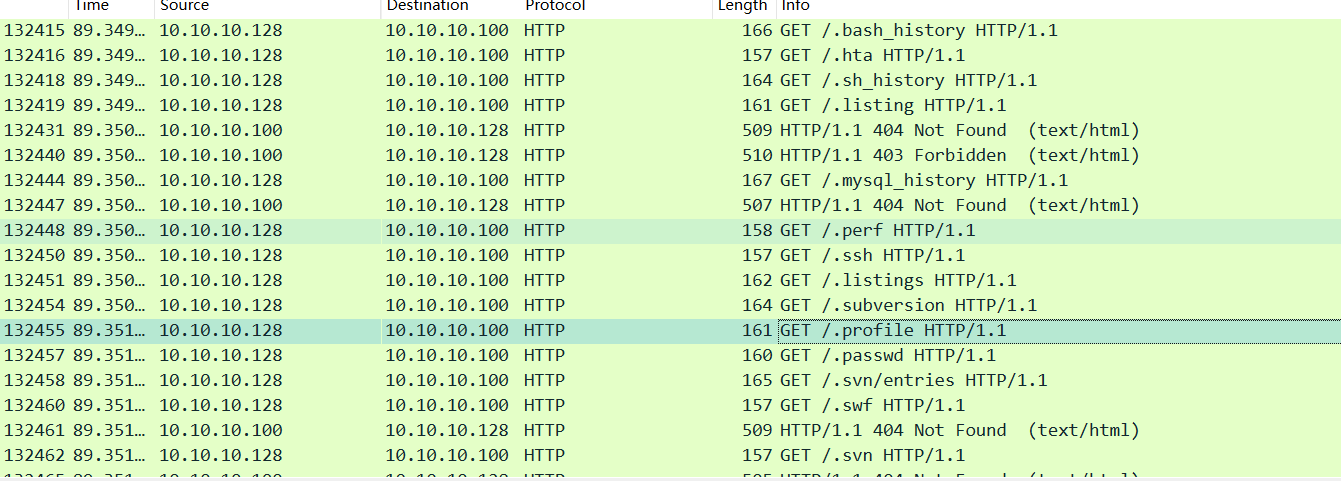 Time Source Destination Protocol Length Info
132415 89.349… 10.10.10.128 10.10.10.100 HTTP 166 GET /.bash_history HTTP/1.1
132416 89.349… 10.10.10.128 10.10.10.100 HTTP 157 GET /.hta HTTP/1.1
132418 89.349… 10.10.10.128 10.10.10.100 HTTP 164 GET /.sh_history HTTP/1.1
132419 89.349… 10.10.10.128 10.10.10.100 HTTP 161 GET /.listing HTTP/1.1
132431 89.350… 10.10.10.100 10.10.10.128 HTTP 509 HTTP/1.1 404 Not Found (text/html)
132440 89.350… 10.10.10.100 10.10.10.128 HTTP 510 HTTP/1.1 403 Forbidden (text/html)
132444 89.350… 10.10.10.128 10.10.10.100 HTTP 167 GET /.mysql_history HTTP/1.1
132447 89.350… 10.10.10.100 10.10.10.128 HTTP 507 HTTP/1.1 404 Not Found (text/html)
132448 89.350… 10.10.10.128 10.10.10.100 HTTP 158 GET /.perf HTTP/1.1
132450 89.350… 10.10.10.128 10.10.10.100 HTTP 157 GET /.ssh HTTP/1.1
132451 89.350… 10.10.10.128 10.10.10.100 HTTP 162 GET /.listings HTTP/1.1
132454 89.350… 10.10.10.128 10.10.10.100 HTTP 164 GET /.subversion HTTP/1.1
132455 89.351… 10.10.10.128 10.10.10.100 HTTP 161 GET /.profile HTTP/1.1
132457 89.351… 10.10.10.128 10.10.10.100 HTTP 160 GET /.passwd HTTP/1.1
132458 89.351… 10.10.10.128 10.10.10.100 HTTP 165 GET /.svn/entries HTTP/1.1
132460 89.351… 10.10.10.128 10.10.10.100 HTTP 157 GET /.swf HTTP/1.1
132461 89.351… 10.10.10.100 10.10.10.128 HTTP 509 HTTP/1.1 404 Not Found (text/html)
132462 89.351… 10.10.10.128 10.10.10.100 HTTP 157 GET /.svn HTTP/1.1